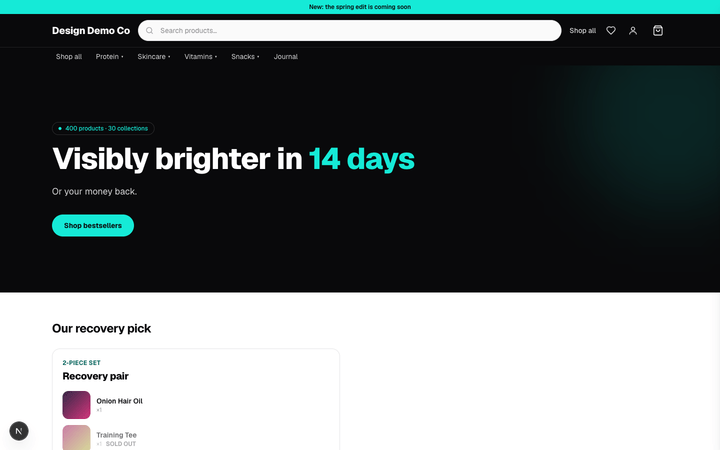 New: the spring edit is coming soon
Design Demo Co
Search products...
Shop all
Shop all
Protein
Skincare
Vitamins
Snacks
Journal
400 products · 30 collections
Visibly brighter in 14 days
Or your money back.
Shop bestsellers
Our recovery pick
2-PIECE SET
Recovery pair
Onion Hair Oil
×1
Training Tee
×1 SOLD OUT
N